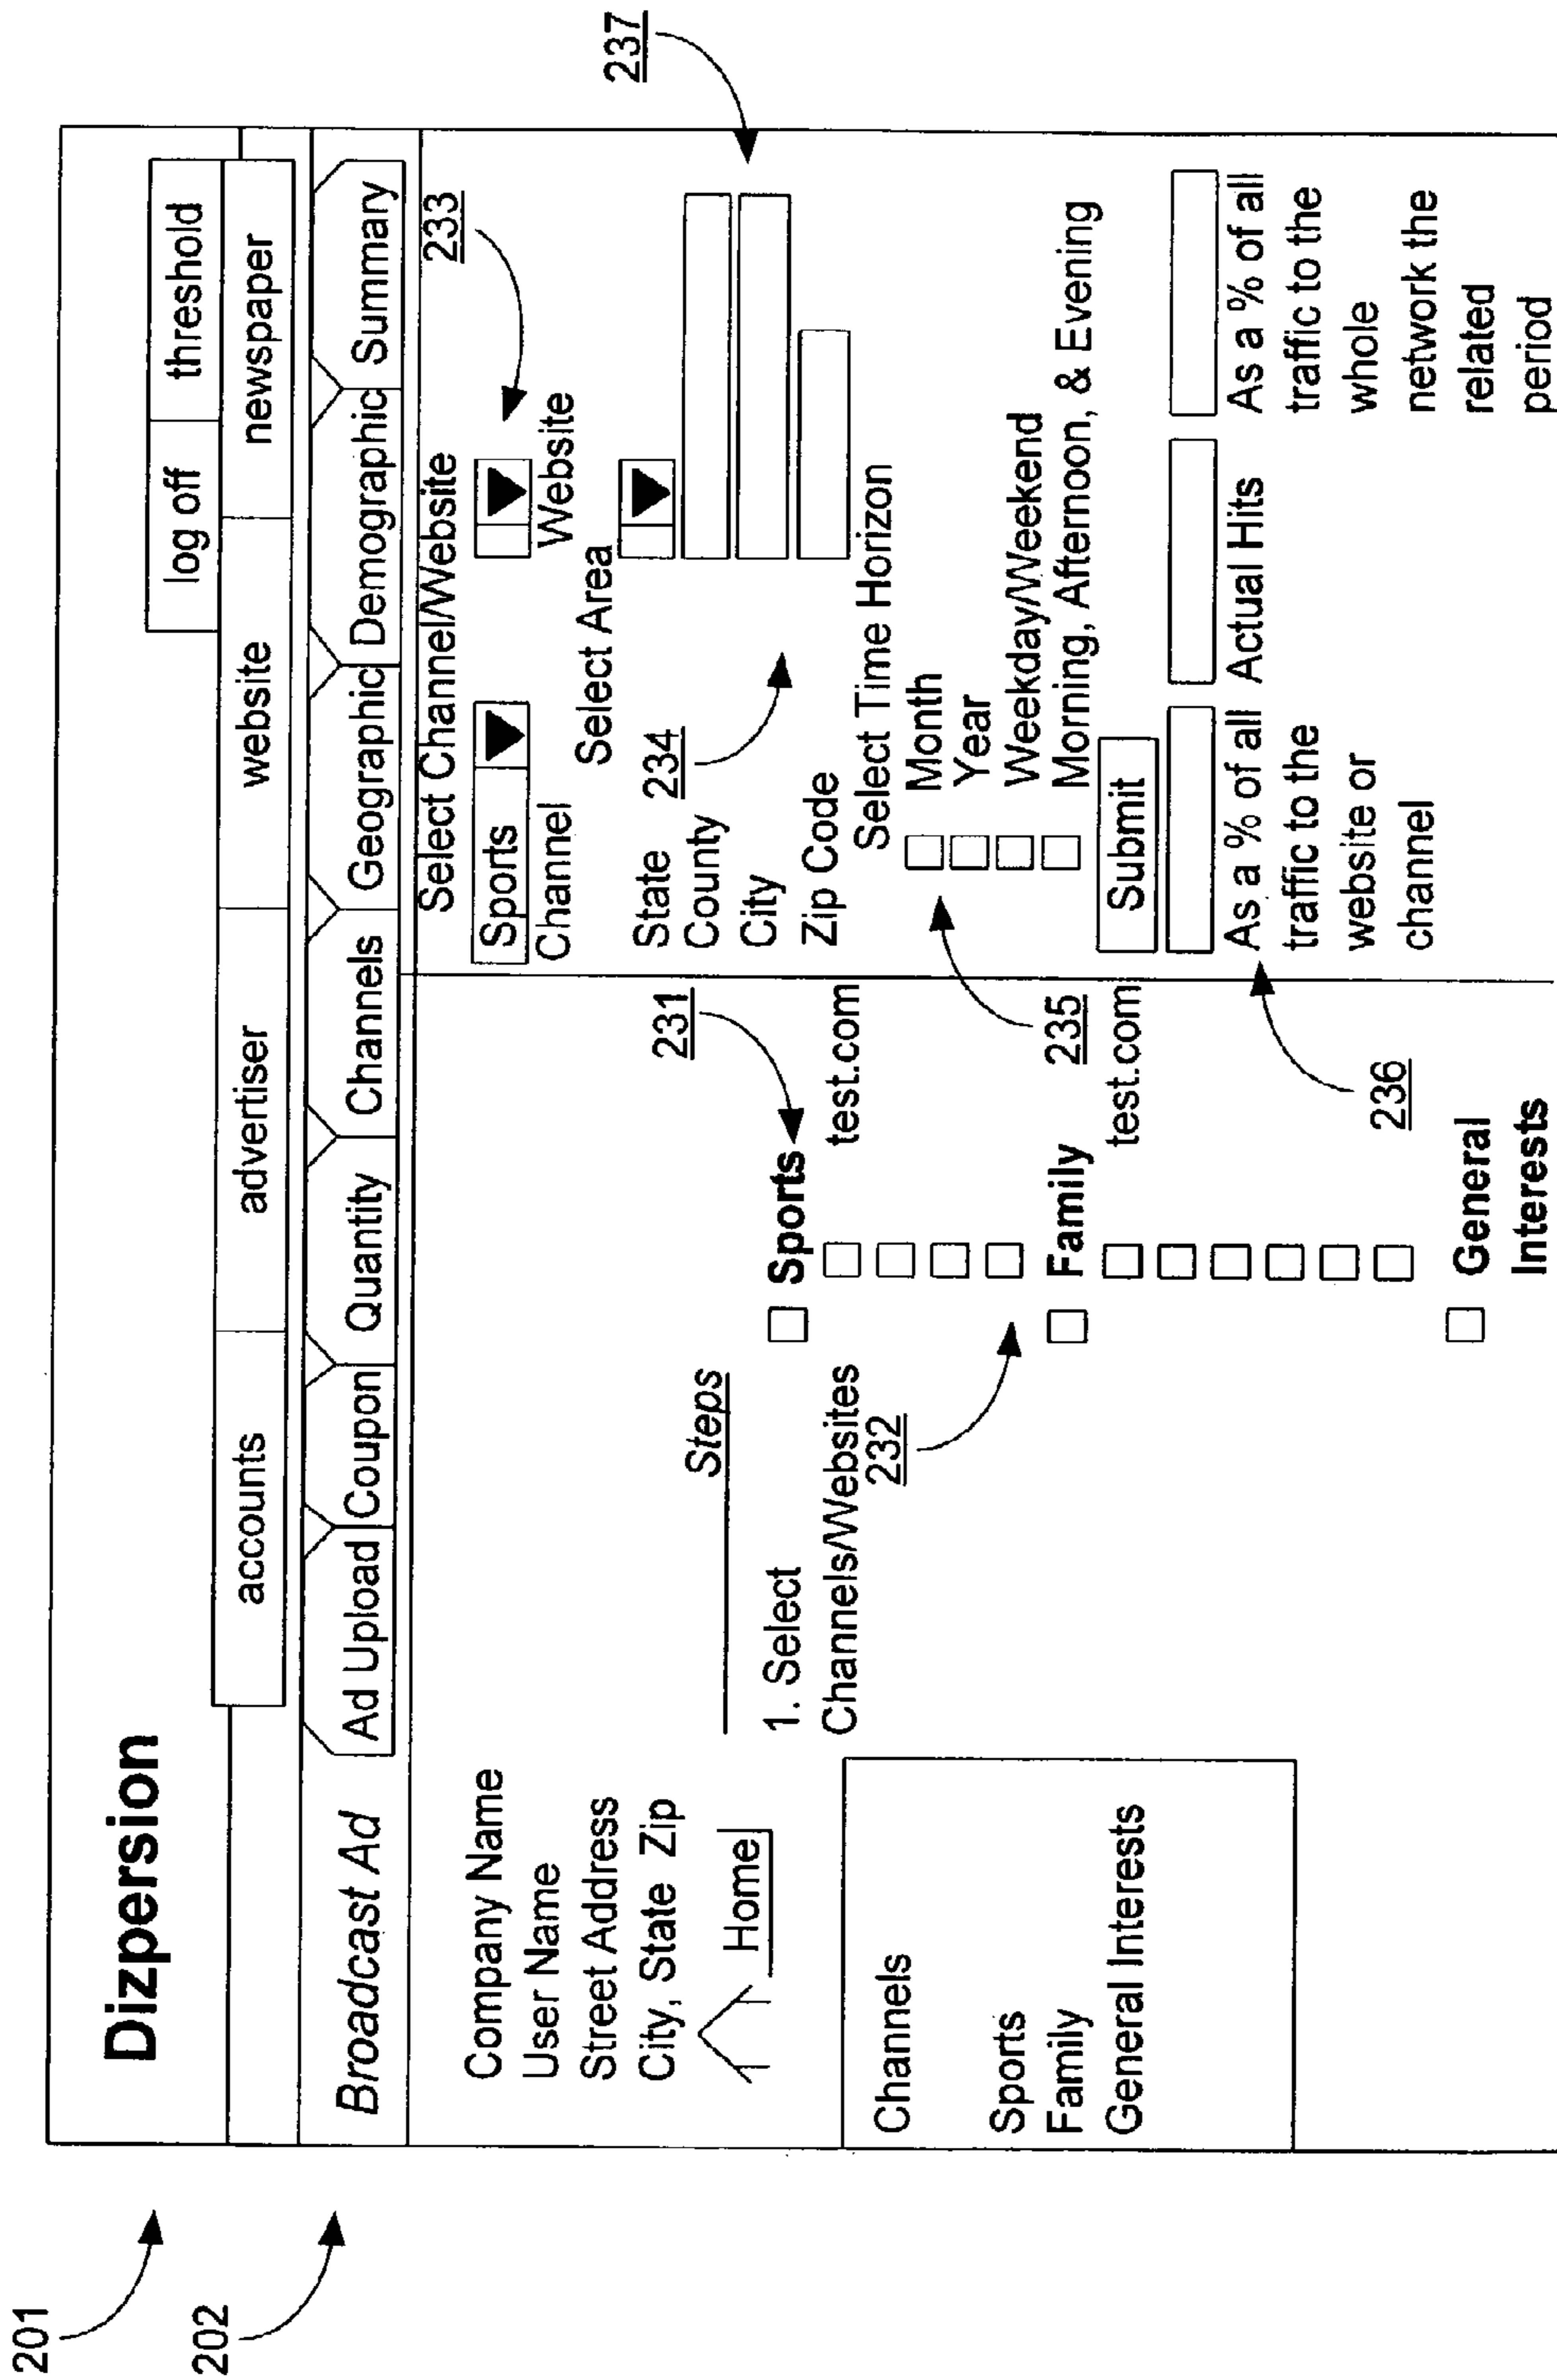 201
202
Dizpersion
log off
threshold
accounts
advertiser
website
newspaper
Broadcast Ad
Ad Upload
Coupon
Quantity
Channels
Geographic
Demographic
Summary
Company Name
User Name
Street Address
City, State Zip
Home
Channels
Sports
Family
General Interests
Steps
1. Select
Channels/Websites
232
231
Sports
test.com
Family
test.com
General
Interests
235
236
Select Channel/Website
233
Sports
Channel
Website
Select Area
237
State
234
County
City
Zip Code
Select Time Horizon
Month
Year
Weekday/Weekend
Morning, Afternoon, & Evening
Submit
As a % of all
traffic to the
website or
channel
Actual Hits
As a % of all
traffic to the
whole
network the
related
period